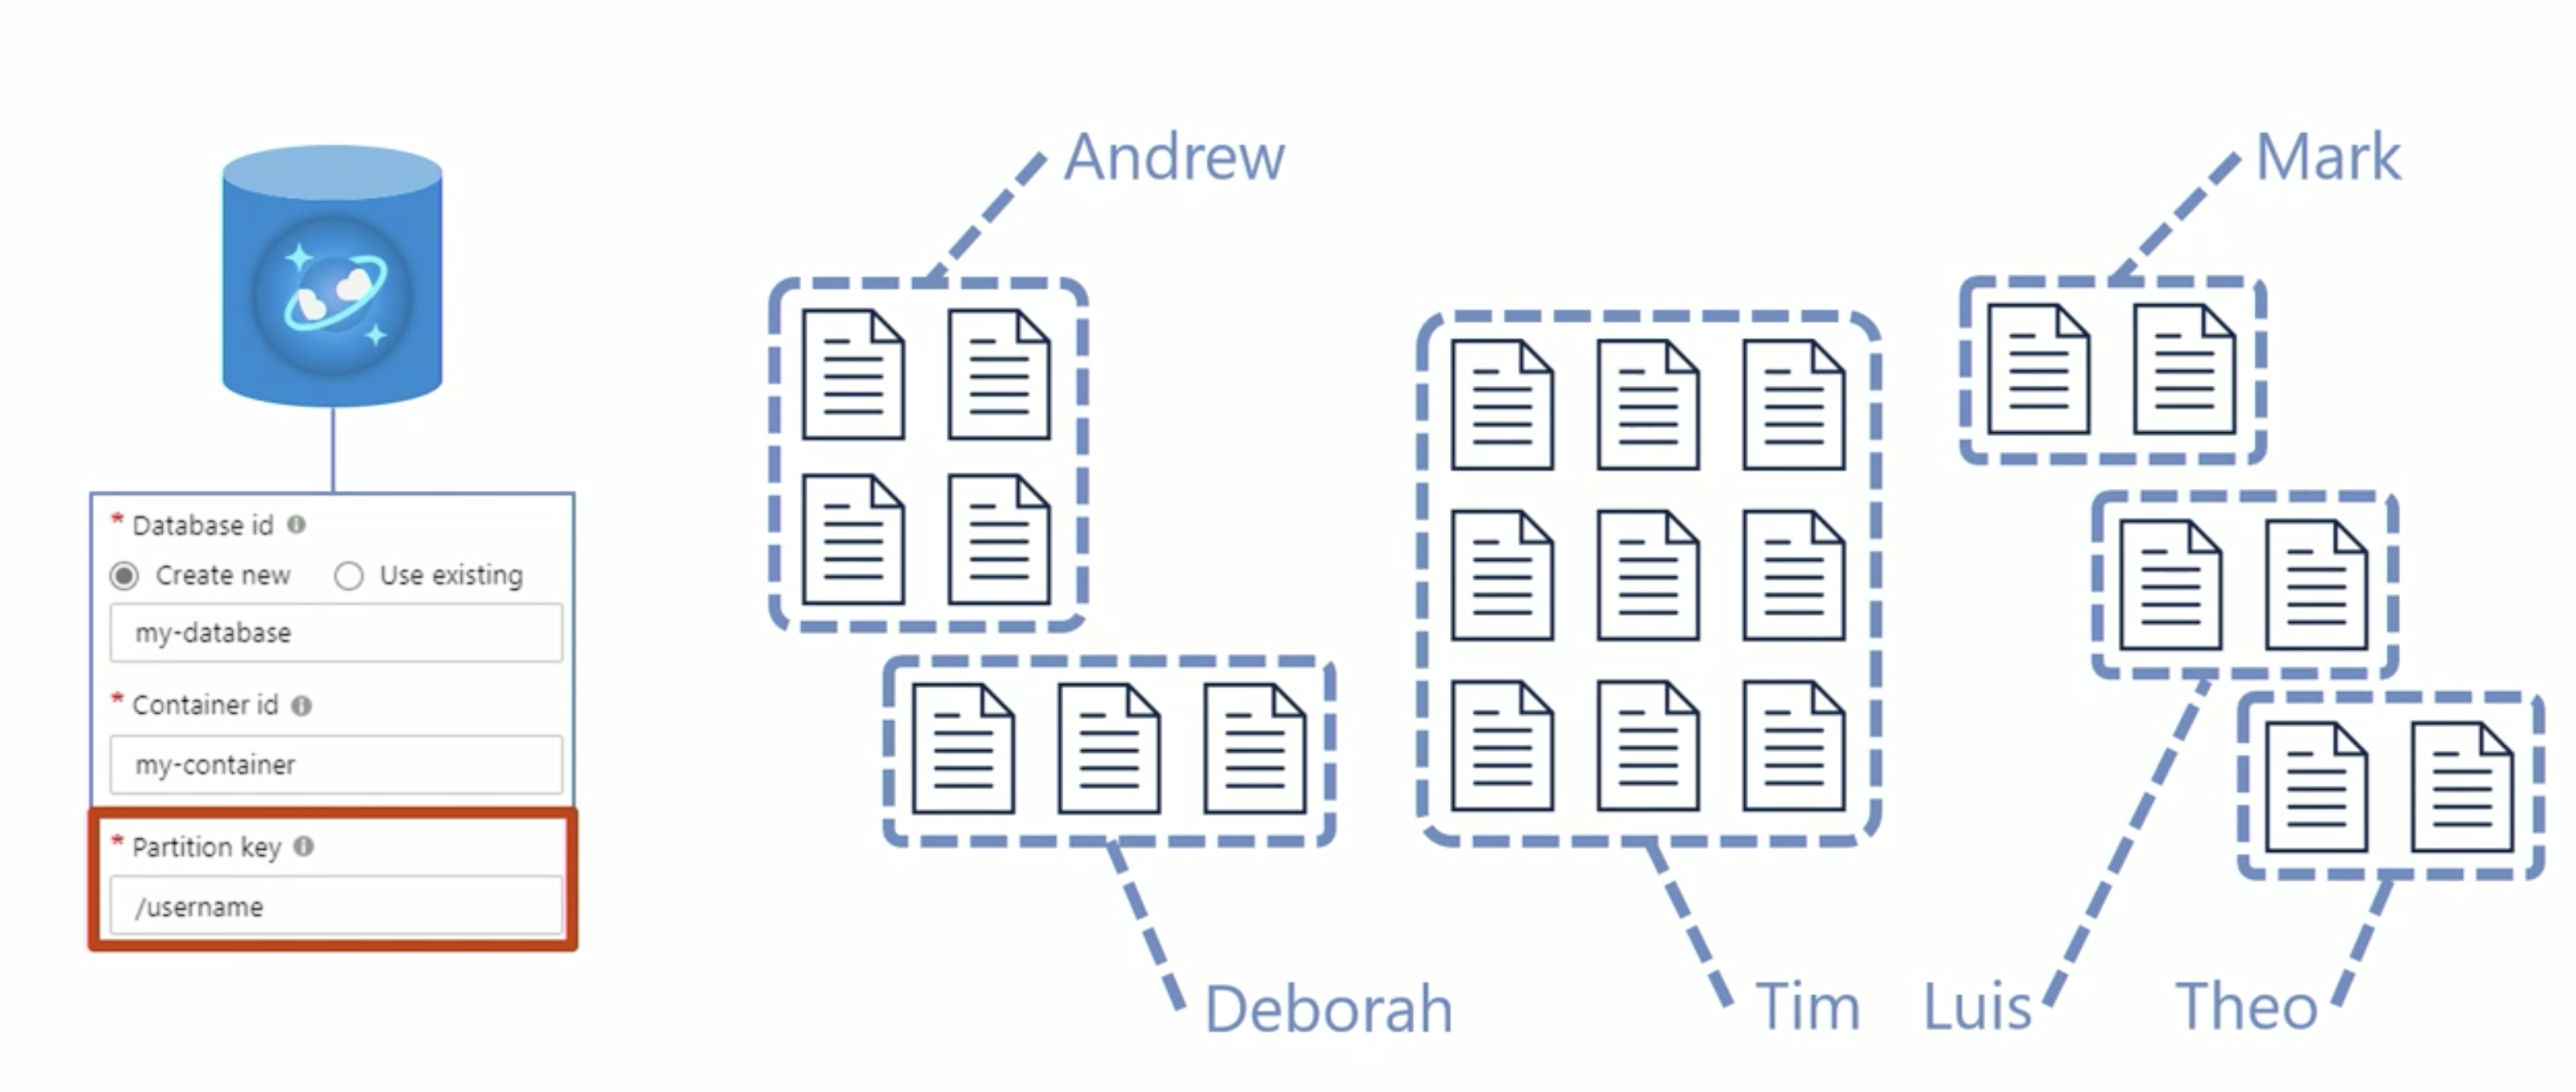 * Database id
Create new Use existing
my-database
* Container id
my-container
* Partition key
/username
Andrew
Mark
Deborah
Tim
Luis
Theo